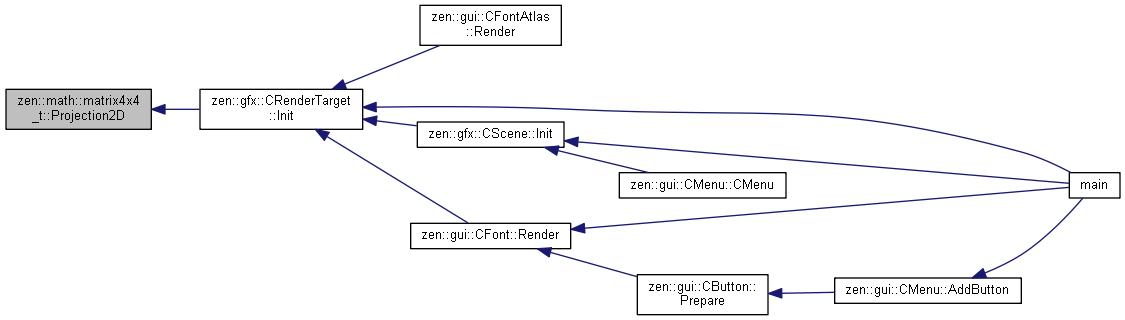 zen::gui::CFontAtlas
::Render
zen::math::matrix4x4
_t::Projection2D
zen::gfx::CRenderTarget
::Init
zen::gfx::CScene::Init
zen::gui::CMenu::CMenu
main
zen::gui::CFont::Render
zen::gui::CButton::
Prepare
zen::gui::CMenu::AddButton